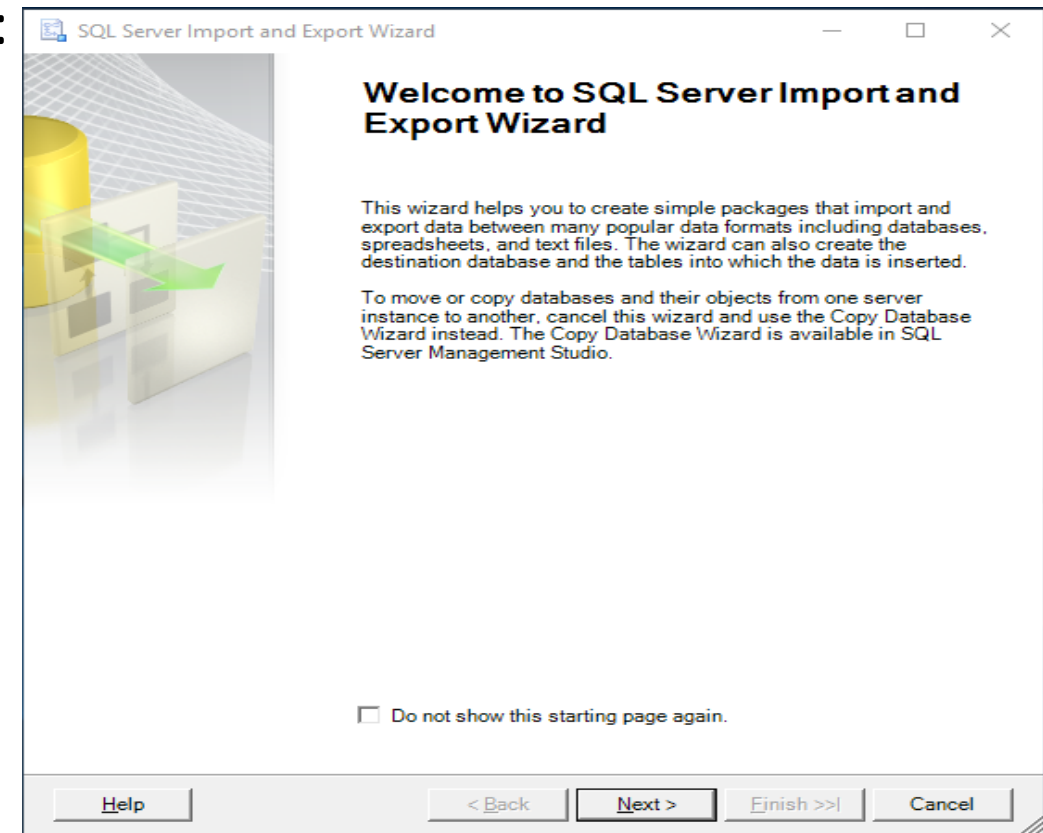 :
SQL Server Import and Export Wizard
Welcome to SQL Server Import and
Export Wizard
This wizard helps you to create simple packages that import and
export data between many popular data formats including databases,
spreadsheets, and text files. The wizard can also create the
destination database and the tables into which the data is inserted.
To move or copy databases and their objects from one server
instance to another, cancel this wizard and use the Copy Database
Wizard instead. The Copy Database Wizard is available in SQL
Server Management Studio.
Do not show this starting page again.
Help < Back Next > Finish >>| Cancel